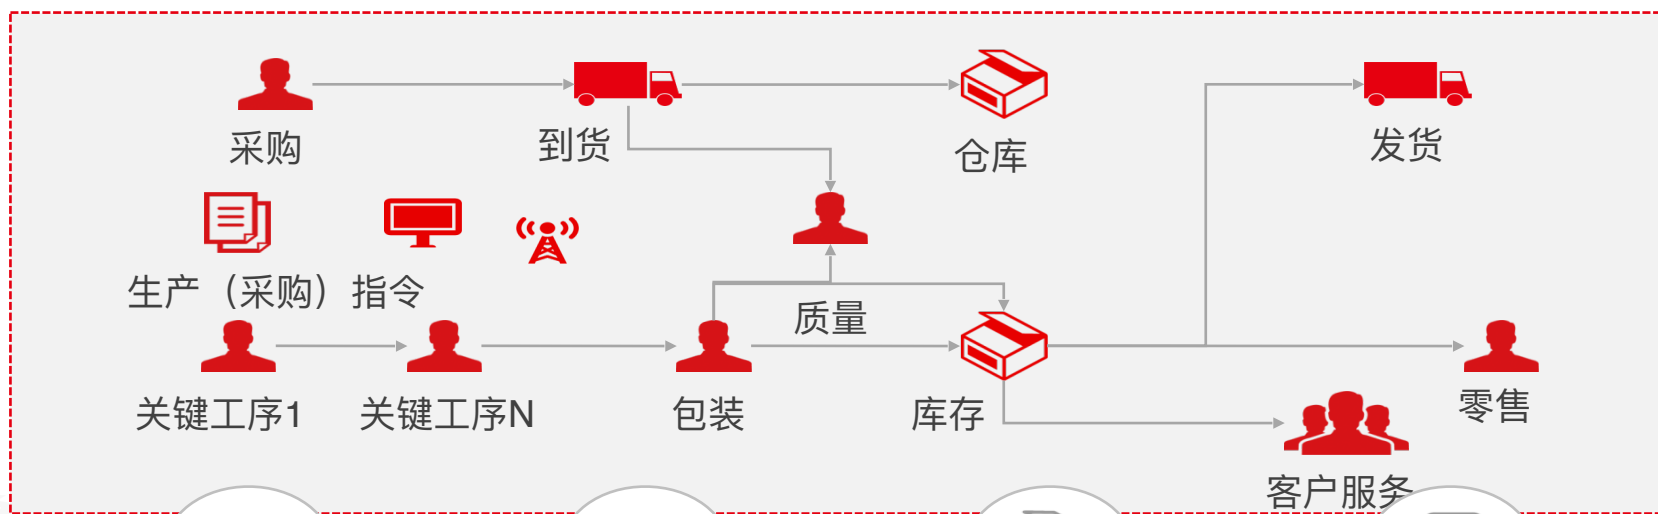 采购
到货
仓库
发货
生产（采购）指令
质量
关键工序1
关键工序N
包装
库存
零售
客户服务